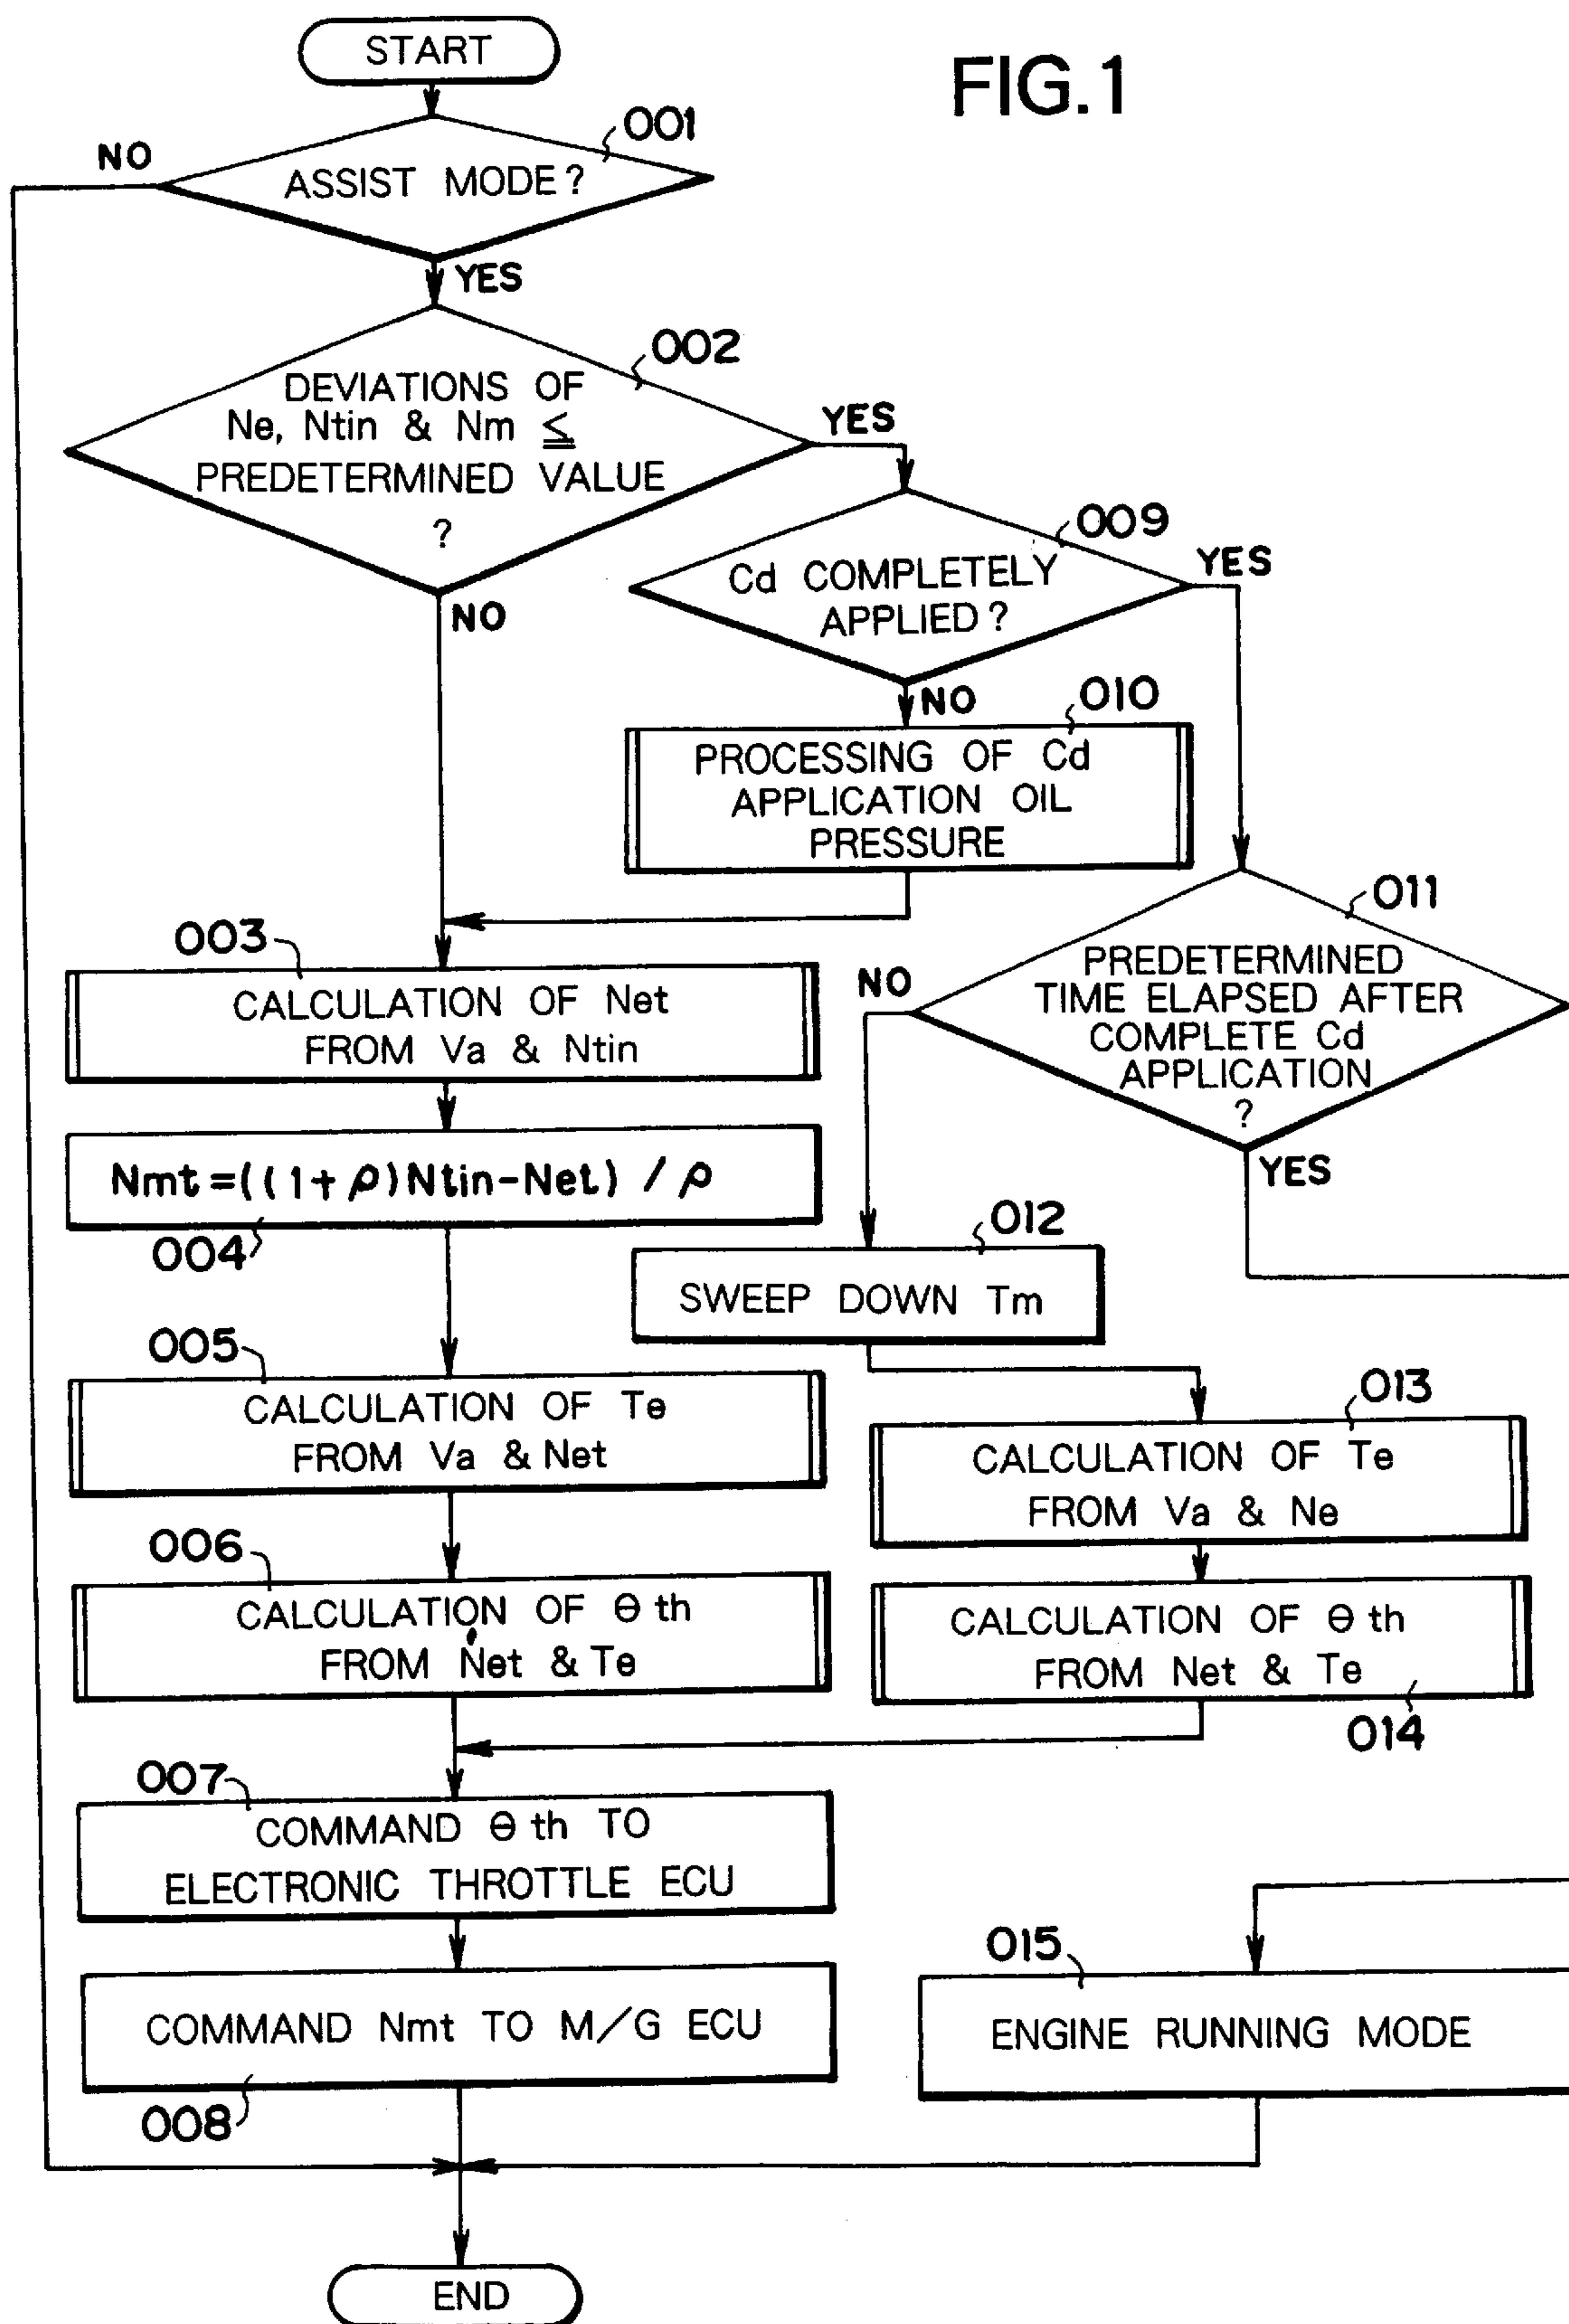 START
FIG.1
001
NO
ASSIST MODE?
YES
002
DEVIATIONS OF
Ne, Ntin & Nm ≦
PREDETERMINED VALUE
?
YES
NO
009
Cd COMPLETELY
APPLIED?
YES
NO
010
PROCESSING OF Cd
APPLICATION OIL
PRESSURE
011
PREDETERMINED
TIME ELAPSED AFTER
COMPLETE Cd
APPLICATION
?
NO
YES
003
CALCULATION OF Net
FROM Va & Ntin
Nmt=((1+ρ)Ntin-Net)/ρ
004
012
SWEEP DOWN Tm
005
CALCULATION OF Te
FROM Va & Net
013
CALCULATION OF Te
FROM Va & Ne
006
CALCULATION OF θth
FROM Net & Te
CALCULATION OF θth
FROM Net & Te
014
007
COMMAND θth TO
ELECTRONIC THROTTLE ECU
COMMAND Nmt TO M/G ECU
008
015
ENGINE RUNNING MODE
END